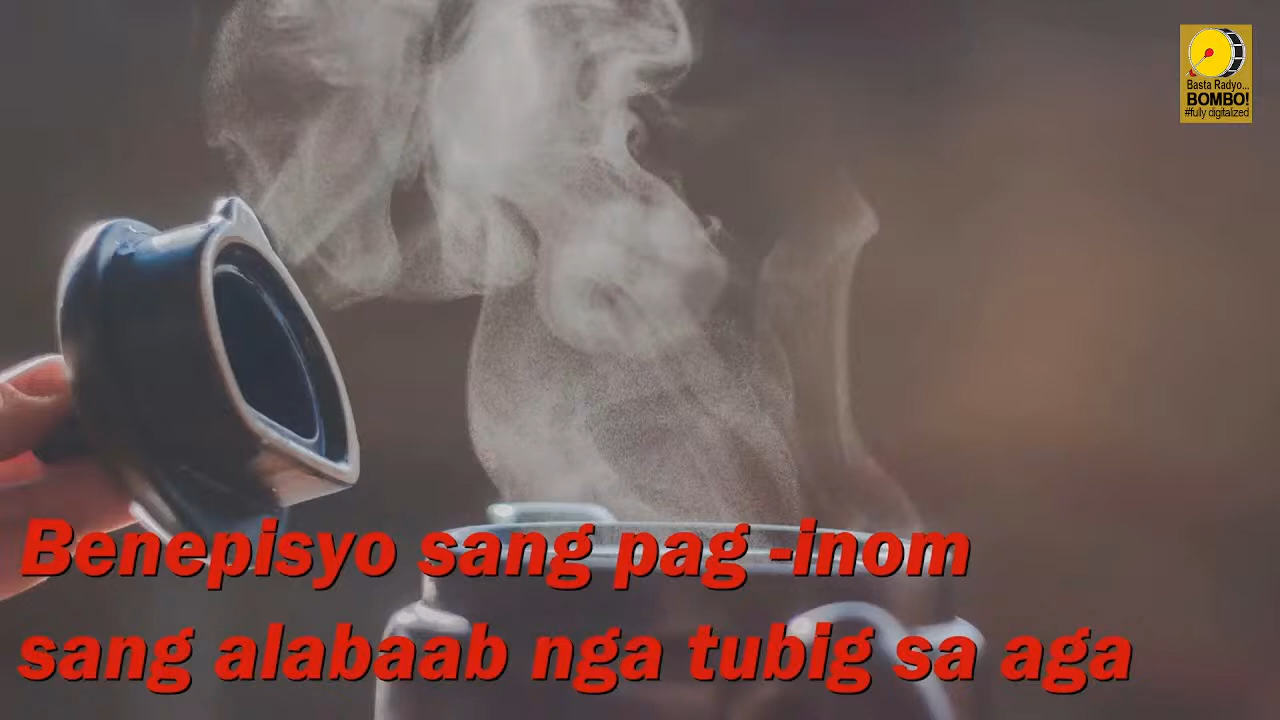 Basta Radyo...
BOMBO!
#fully digitalized
Benepisyo sang pag -inom
sang alabaab nga tubig sa aga